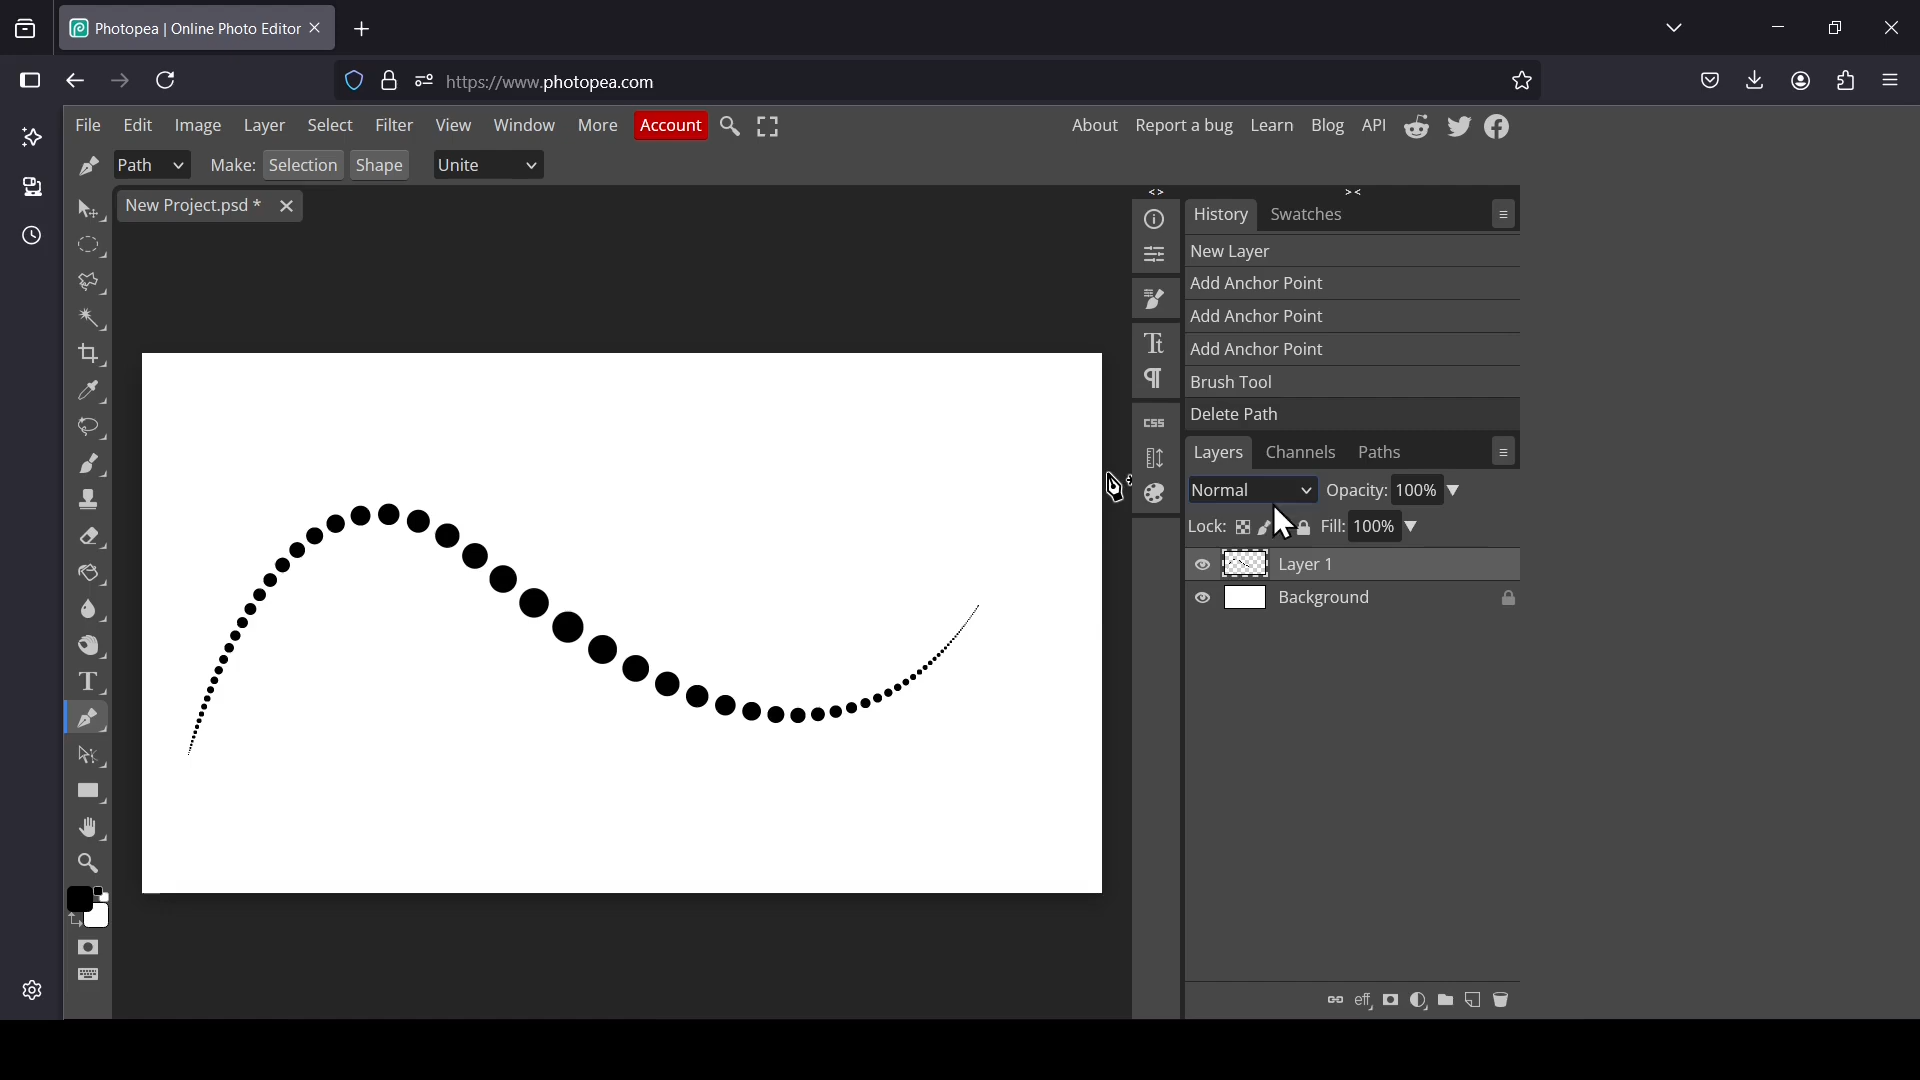 Photopea | Online Photo Editor
https://www.photopea.com
File Edit Image Layer Select Filter View Window More Account About Report a bug Learn Blog API
Path Make: Selection Shape Unite
New Project.psd *
History Swatches
New Layer
Add Anchor Point
Add Anchor Point
Add Anchor Point
Brush Tool
Delete Path
CSS
Layers Channels Paths
Normal Opacity: 100%
Lock: Fill: 100%
Layer 1
Background
eff